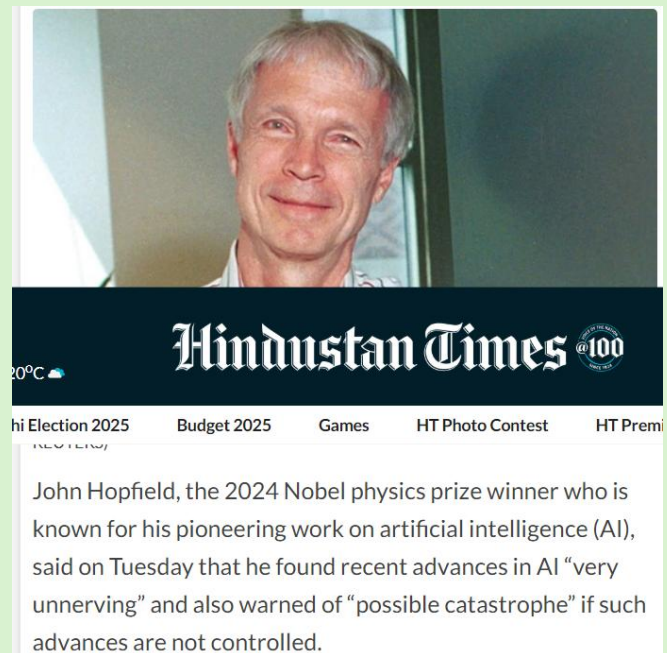 Hindustan Times @100
20°C
hi Election 2025 Budget 2025 Games HT Photo Contest HT Premi
REUTERS)
John Hopfield, the 2024 Nobel physics prize winner who is
known for his pioneering work on artificial intelligence (AI),
said on Tuesday that he found recent advances in AI “very
unnerving” and also warned of “possible catastrophe” if such
advances are not controlled.